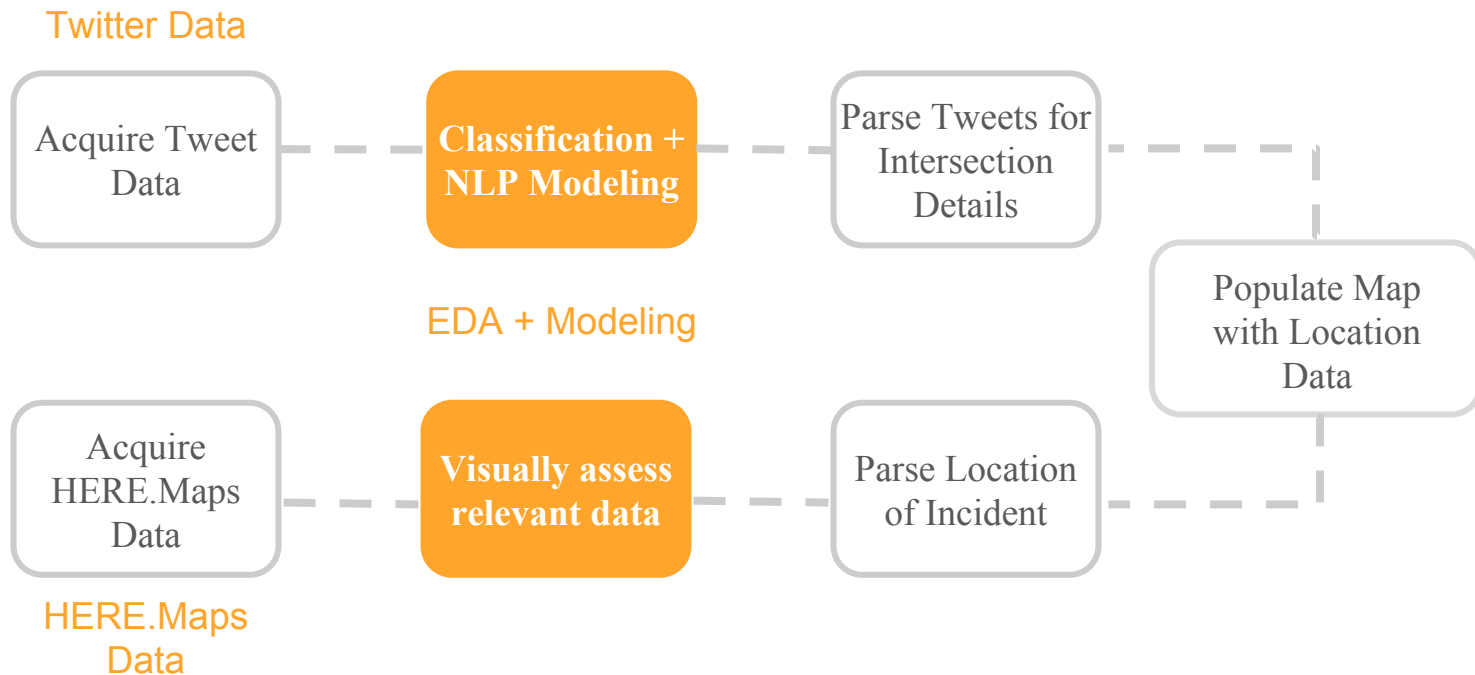 Twitter Data
Acquire Tweet
Data
Classification +
NLP Modeling
Parse Tweets for
Intersection
Details
Populate Map
with Location
Data
EDA + Modeling
Acquire
HERE.Maps
Data
Visually assess
relevant data
Parse Location
of Incident
HERE.Maps
Data